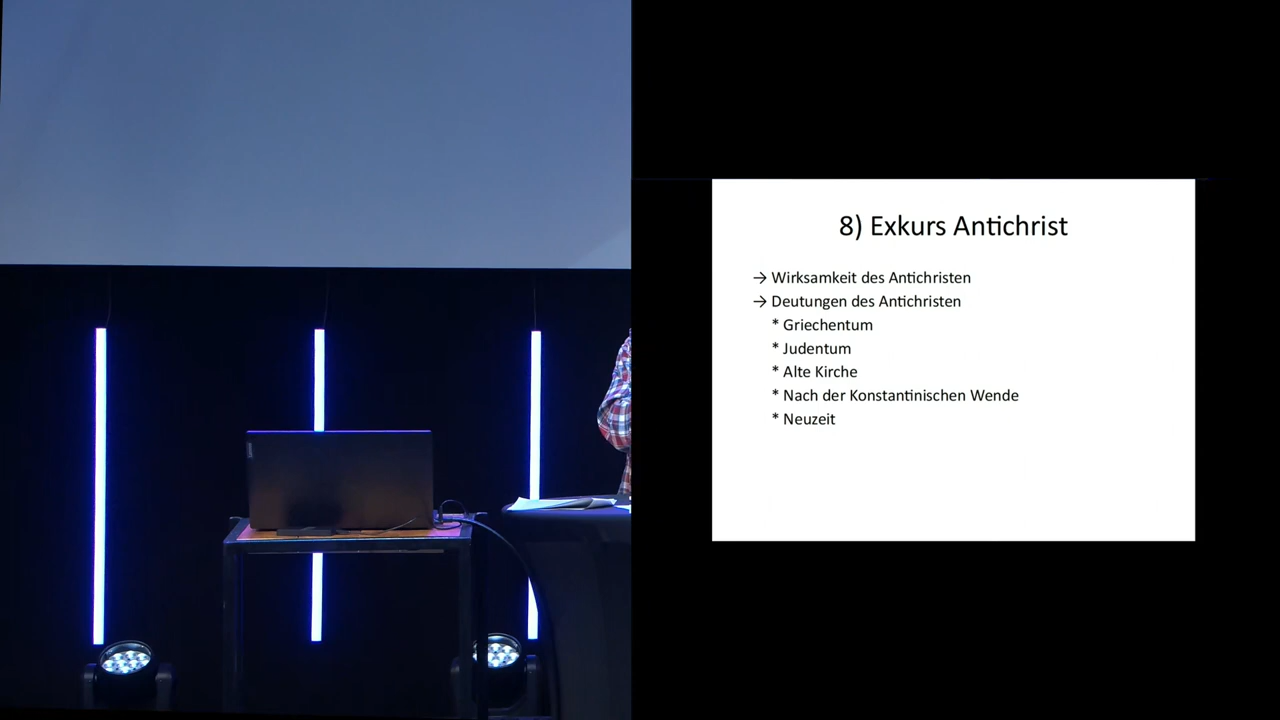 8) Exkurs Antichrist
→ Wirksamkeit des Antichristen
→ Deutungen des Antichristen
* Griechentum
* Judentum
* Alte Kirche
* Nach der Konstantinischen Wende
* Neuzeit